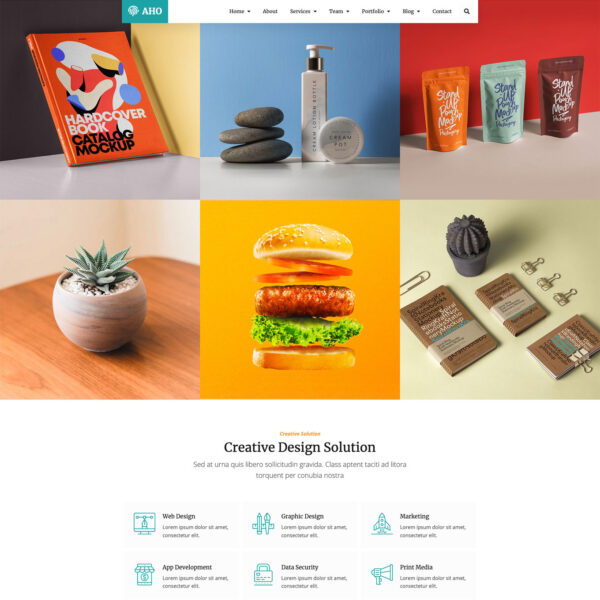 AHO
Home
About
Services
Team
Portfolio
Blog
Contact
HARDCOVER
BOOK
CATALOG
MOCKUP
CREAM LOTION BOTTLE
CREAM
POT
Stand
Up
Pouch
Mockup
Packaging
Stand
Up
Pouch
Mockup
Packaging
Stand
Up
Pouch
Mockup
Packaging
Creative Solution
Creative Design Solution
Sed at urna quis libero sollicitudin gravida. Class aptent taciti ad litora
torquent per conubia nostra
Web Design
Lorem ipsum dolor sit amet,
consectetur elit.
Graphic Design
Lorem ipsum dolor sit amet,
consectetur elit.
Marketing
Lorem ipsum dolor sit amet,
consectetur elit.
App Development
Lorem ipsum dolor sit amet,
consectetur elit.
Data Security
Lorem ipsum dolor sit amet,
consectetur elit.
Print Media
Lorem ipsum dolor sit amet,
consectetur elit.